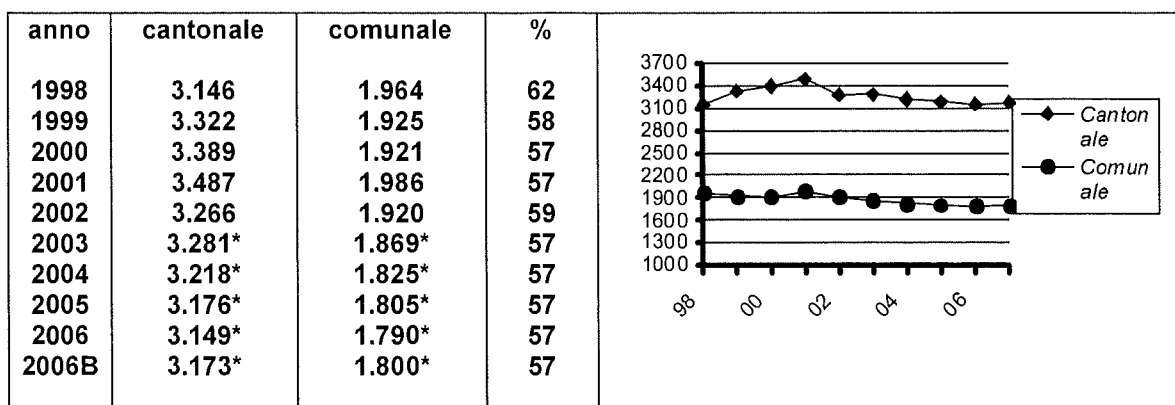 anno cantonale comunale %
1998 3.146 1.964 62
1999 3.322 1.925 58
2000 3.389 1.921 57
2001 3.487 1.986 57
2002 3.266 1.920 59
2003 3.281* 1.869* 57
2004 3.218* 1.825* 57
2005 3.176* 1.805* 57
2006 3.149* 1.790* 57
2006B 3.173* 1.800* 57
3700
3400
3100
2800
2500
2200
1900
1600
1300
1000
98 00 02 04 06
Canton
ale
Comun
ale